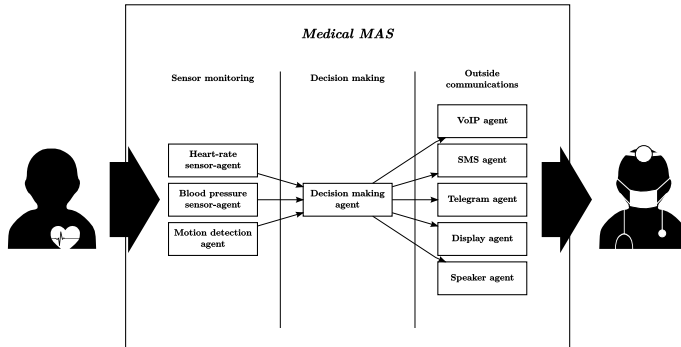 Medical MAS
Sensor monitoring
Decision making
Outside
communications
Heart-rate
sensor-agent
Blood pressure
sensor-agent
Motion detection
agent
Decision making
agent
VoIP agent
SMS agent
Telegram agent
Display agent
Speaker agent